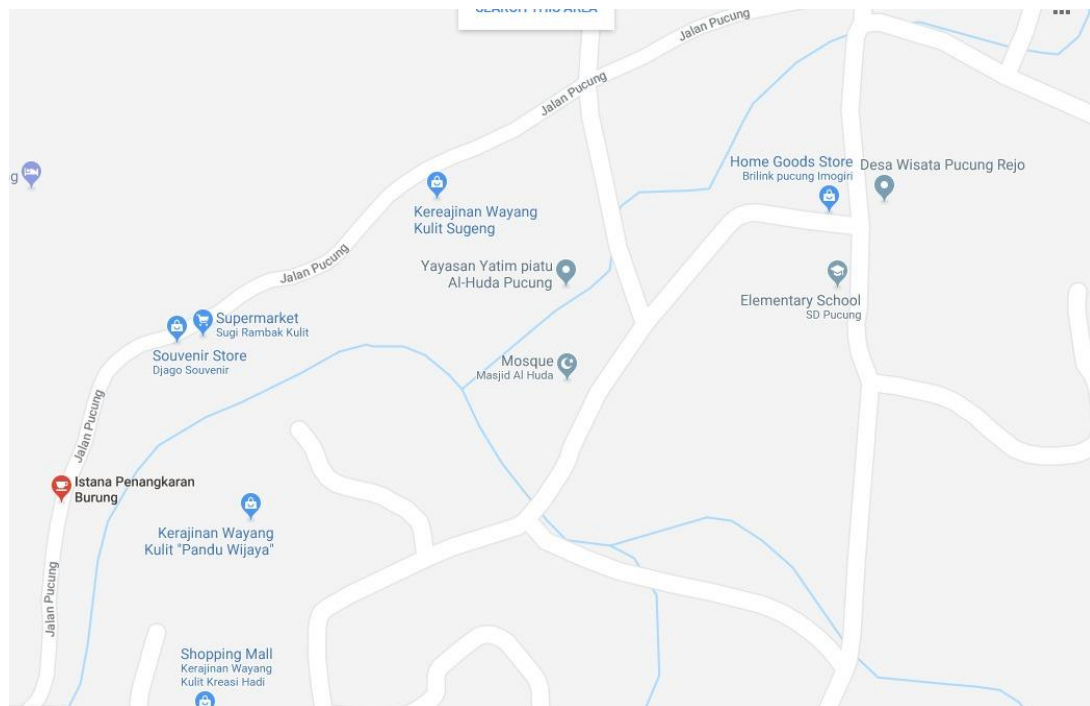 SEARCH THIS AREA
Jalan Pucung
Jalan Pucung
g
Home Goods Store
Brilink pucung Imogiri
Desa Wisata Pucung Rejo
Kereajinan Wayang
Kulit Sugeng
Jalan Pucung
Yayasan Yatim piatu
Al-Huda Pucung
Elementary School
SD Pucung
Supermarket
Sugi Rambak Kulit
Souvenir Store
Djago Souvenir
Mosque
Masjid Al Huda
Jalan Pucung
Istana Penangkaran
Burung
Kerajinan Wayang
Kulit "Pandu Wijaya"
Jalan Pucung
Shopping Mall
Kerajinan Wayang
Kulit Kreasi Hadi